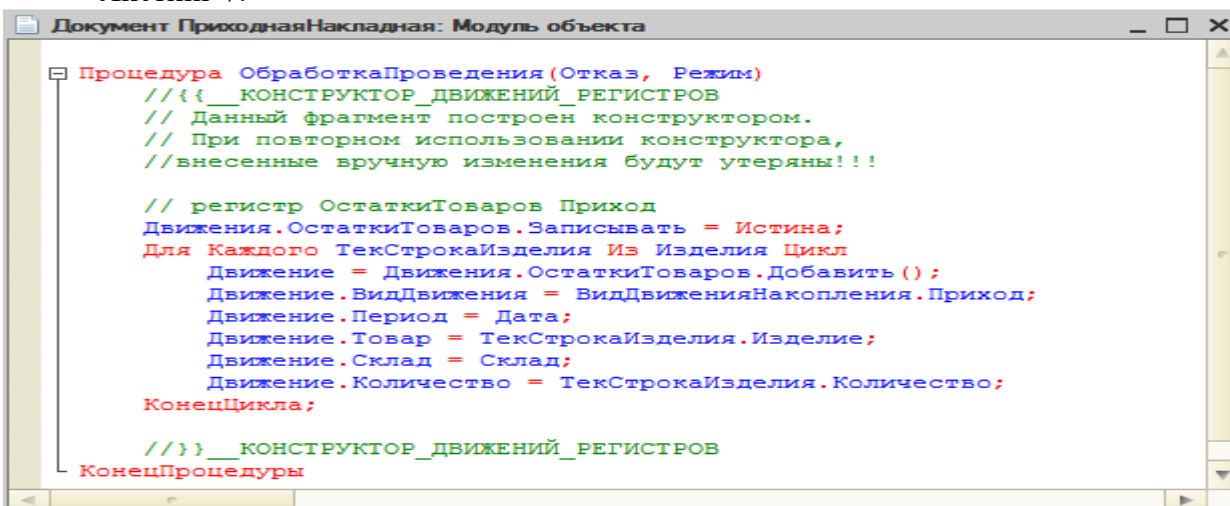 Документ ПриходнаяНакладная: Модуль объекта
Процедура ОбработкаПроведения(Отказ, Режим)
//{{__КОНСТРУКТОР_ДВИЖЕНИЙ_РЕГИСТРОВ
// Данный фрагмент построен конструктором.
// При повторном использовании конструктора,
//внесенные вручную изменения будут утеряны!!!
// регистр ОстаткиТоваров Приход
Движения.ОстаткиТоваров.Записывать = Истина;
Для Каждого ТекСтрокаИзделия Из Изделия Цикл
Движение = Движения.ОстаткиТоваров.Добавить();
Движение.ВидДвижения = ВидДвиженияНакопления.Приход;
Движение.Период = Дата;
Движение.Товар = ТекСтрокаИзделия.Изделие;
Движение.Склад = Склад;
Движение.Количество = ТекСтрокаИзделия.Количество;
КонецЦикла;
//}}__КОНСТРУКТОР_ДВИЖЕНИЙ_РЕГИСТРОВ
КонецПроцедуры